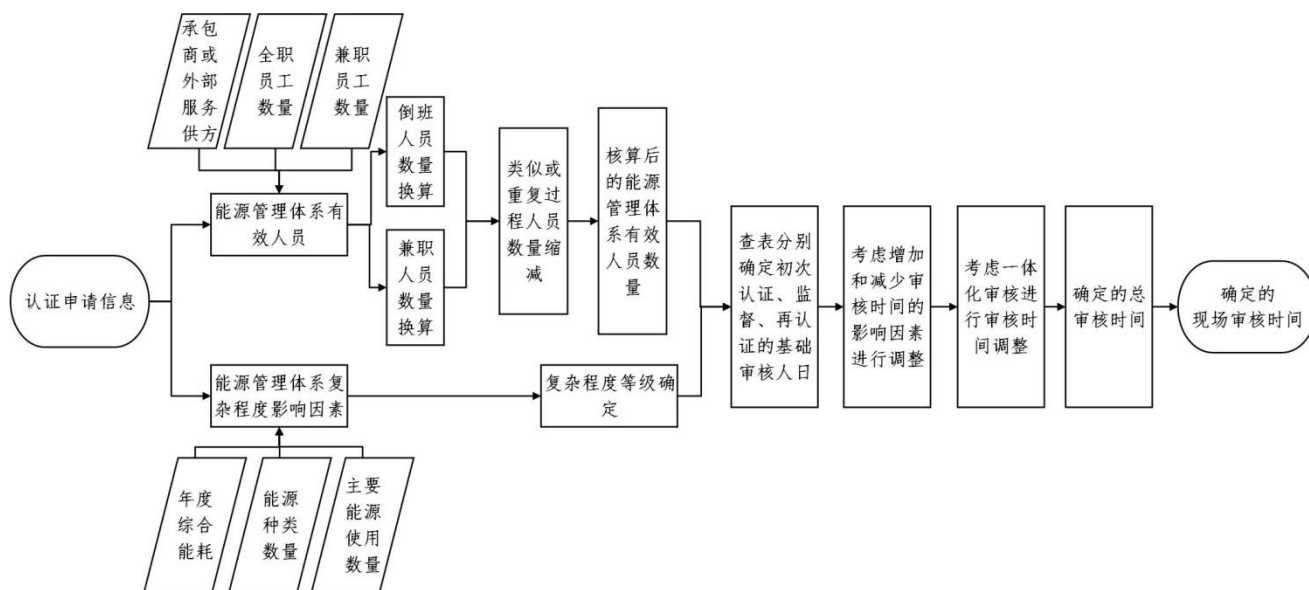 承包
商或
外部
服务
供方
全职
员工
数量
兼职
员工
数量
能源管理体系有
效人员
倒班
人员
数量
换算
兼职
人员
数量
换算
类似或
重复过
程人员
数量缩
减
核算后
的能源
管理体
系有效
人员数
量
认证申请信息
能源管理体系复
杂程度影响因素
年度
综合
能耗
能源
种类
数量
主要
能源
使用
数量
复杂程度等级确
定
查表分别
确定初次
认证、监
督、再认
证的基础
审核人日
考虑增加
和减少审
核时间的
影响因素
进行调整
考虑一体
化审核进
行审核时
间调整
确定的总
审核时间
确定的
现场审核时间